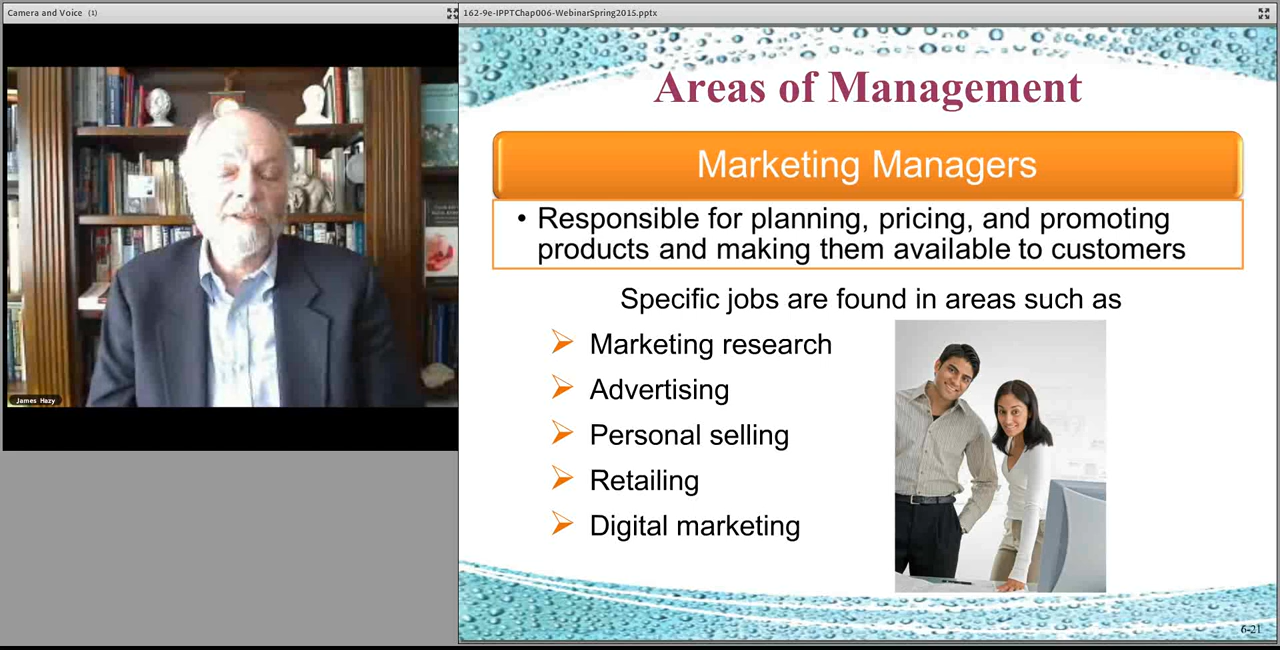 Camera and Voice (1)
162-9e-IPPTChap006-WebinarSpring2015.pptx
James Hazy
Areas of Management
Marketing Managers
• Responsible for planning, pricing, and promoting
products and making them available to customers
Specific jobs are found in areas such as
Marketing research
Advertising
Personal selling
Retailing
Digital marketing
6-21